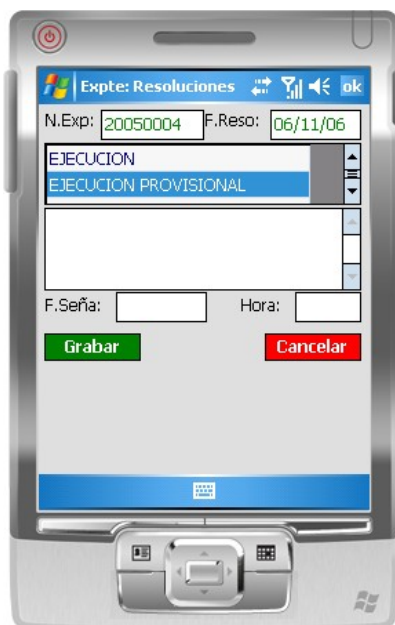 Expte: Resoluciones ok
N.Exp: 20050004 F.Reso: 06/11/06
EJECUCION
EJECUCION PROVISIONAL
F.Seña: Hora:
Grabar Cancelar